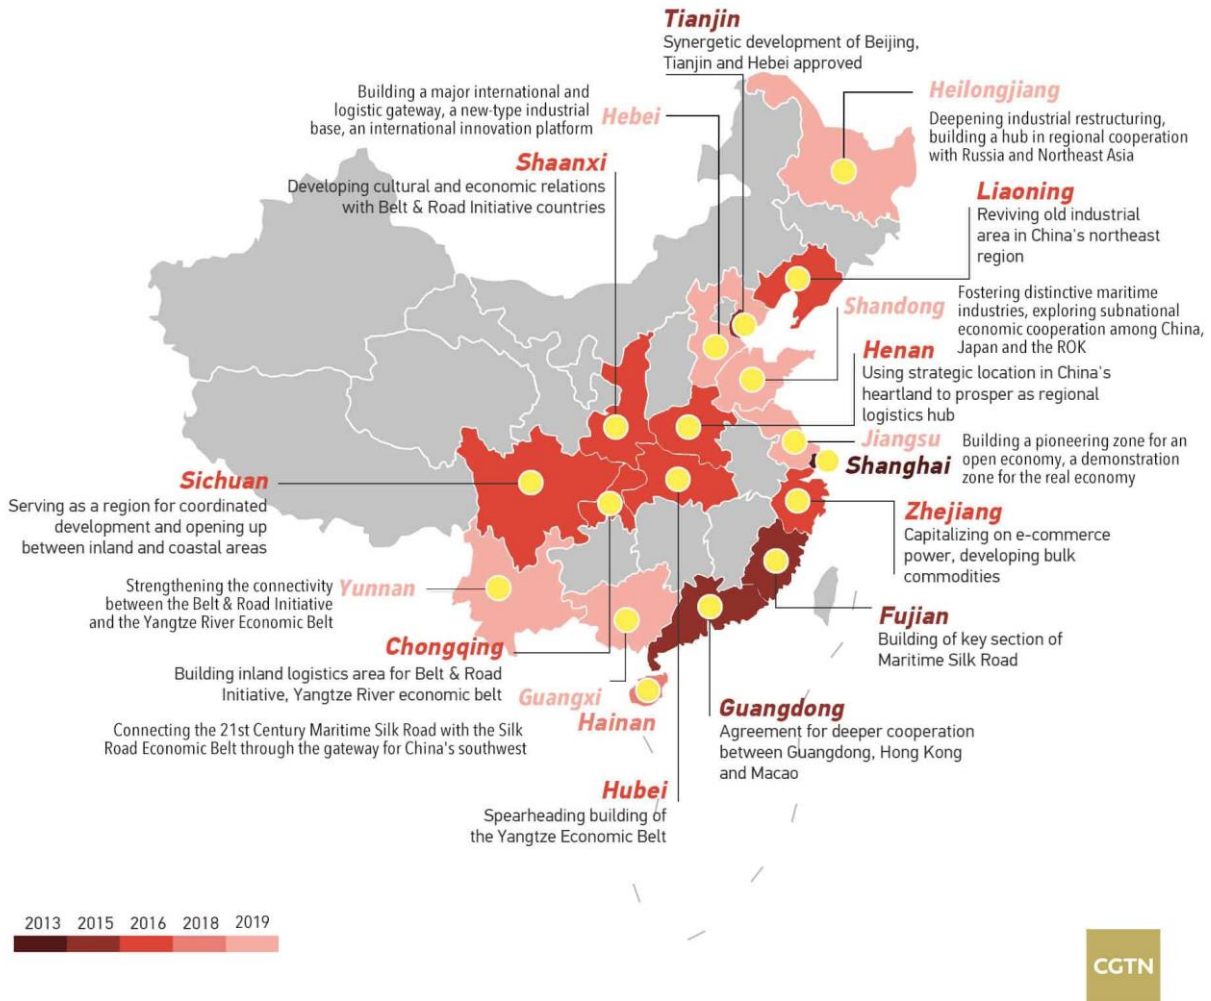 Tianjin
Synergetic development of Beijing,
Tianjin and Hebei approved
Building a major international and
logistic gateway, a new-type industrial
base, an international innovation platform
Hebei
Heilongjiang
Deepening industrial restructuring,
building a hub in regional cooperation
with Russia and Northeast Asia
Shaanxi
Developing cultural and economic relations
with Belt & Road Initiative countries
Liaoning
Reviving old industrial
area in China's northeast
region
Shandong
Fostering distinctive maritime
industries, exploring subnational
economic cooperation among China,
Japan and the ROK
Henan
Using strategic location in China's
heartland to prosper as regional
logistics hub
Jiangsu
Building a pioneering zone for an
open economy, a demonstration
zone for the real economy
Shanghai
Sichuan
Serving as a region for coordinated
development and opening up
between inland and coastal areas
Zhejiang
Capitalizing on e-commerce
power, developing bulk
commodities
Strengthening the connectivity
between the Belt & Road Initiative
and the Yangtze River Economic Belt
Yunnan
Fujian
Building of key section of
Maritime Silk Road
Chongqing
Building inland logistics area for Belt & Road
Initiative, Yangtze River economic belt
Guangxi
Connecting the 21st Century Maritime Silk Road with the Silk
Road Economic Belt through the gateway for China's southwest
Hainan
Guangdong
Agreement for deeper cooperation
between Guangdong, Hong Kong
and Macao
Hubei
Spearheading building of
the Yangtze Economic Belt
2013 2015 2016 2018 2019
CGTN